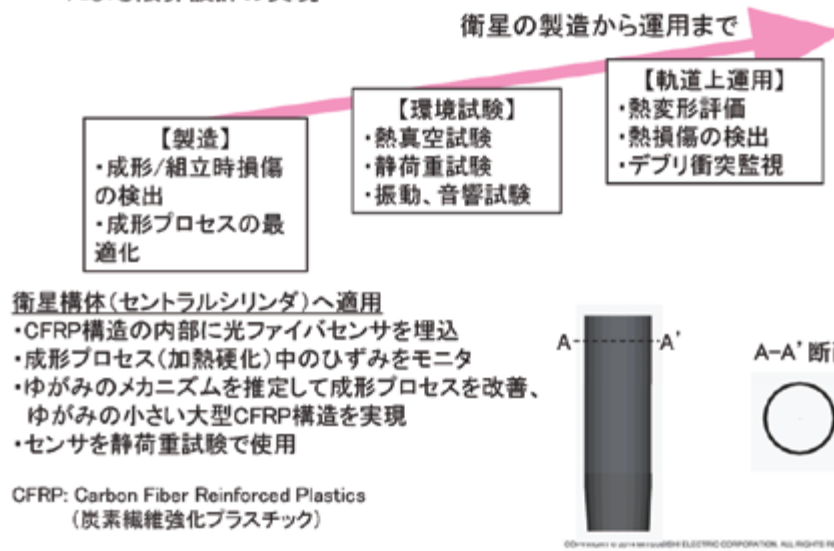 衛星の製造から運用まで
【製造】
・成形/組立時損傷
の検出
・成形プロセスの最
適化
【環境試験】
・熱真空試験
・静荷重試験
・振動、音響試験
【軌道上運用】
・熱変形評価
・熱損傷の検出
・デブリ衝突監視
衛星構体(セントラルシリンダ)へ適用
・CFRP構造の内部に光ファイバセンサを埋込
・成形プロセス(加熱硬化)中のひずみをモニタ
・ゆがみのメカニズムを推定して成形プロセスを改善、
ゆがみの小さい大型CFRP構造を実現
・センサを静荷重試験で使用
CFRP: Carbon Fiber Reinforced Plastics
(炭素繊維強化プラスチック)
A A'
A-A' 断
MITSUBISHI ELECTRIC CORPORATION. ALL RIGHTS